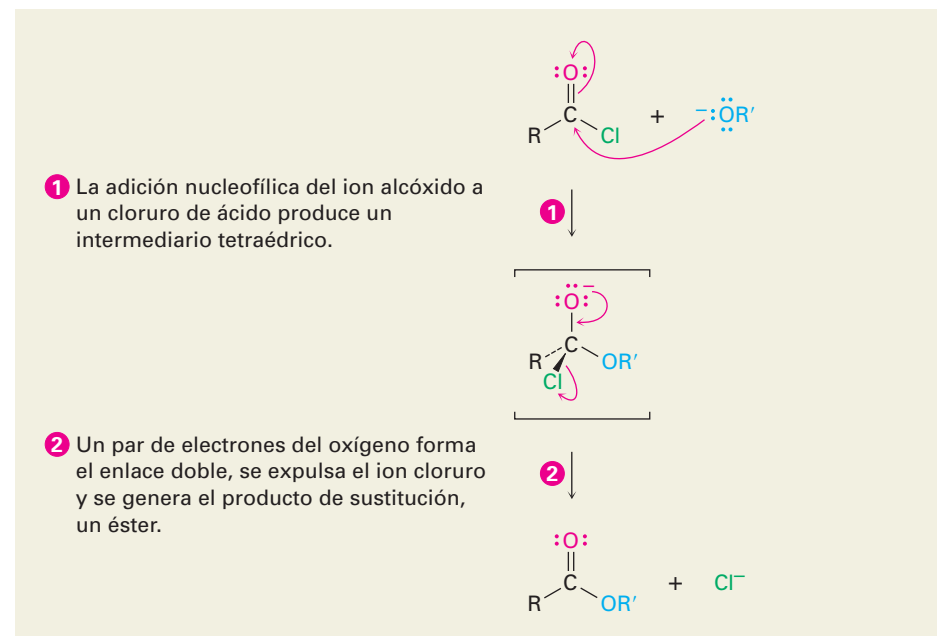 :O:
C
R Cl + −:ÖR′
1 La adición nucleofílica del ion alcóxido a
un cloruro de ácido produce un
intermediario tetraédrico.
1
:O:−
C
R OR′
Cl
2 Un par de electrones del oxígeno forma
el enlace doble, se expulsa el ion cloruro
y se genera el producto de sustitución,
un éster.
2
:O:
C + Cl−
R OR′